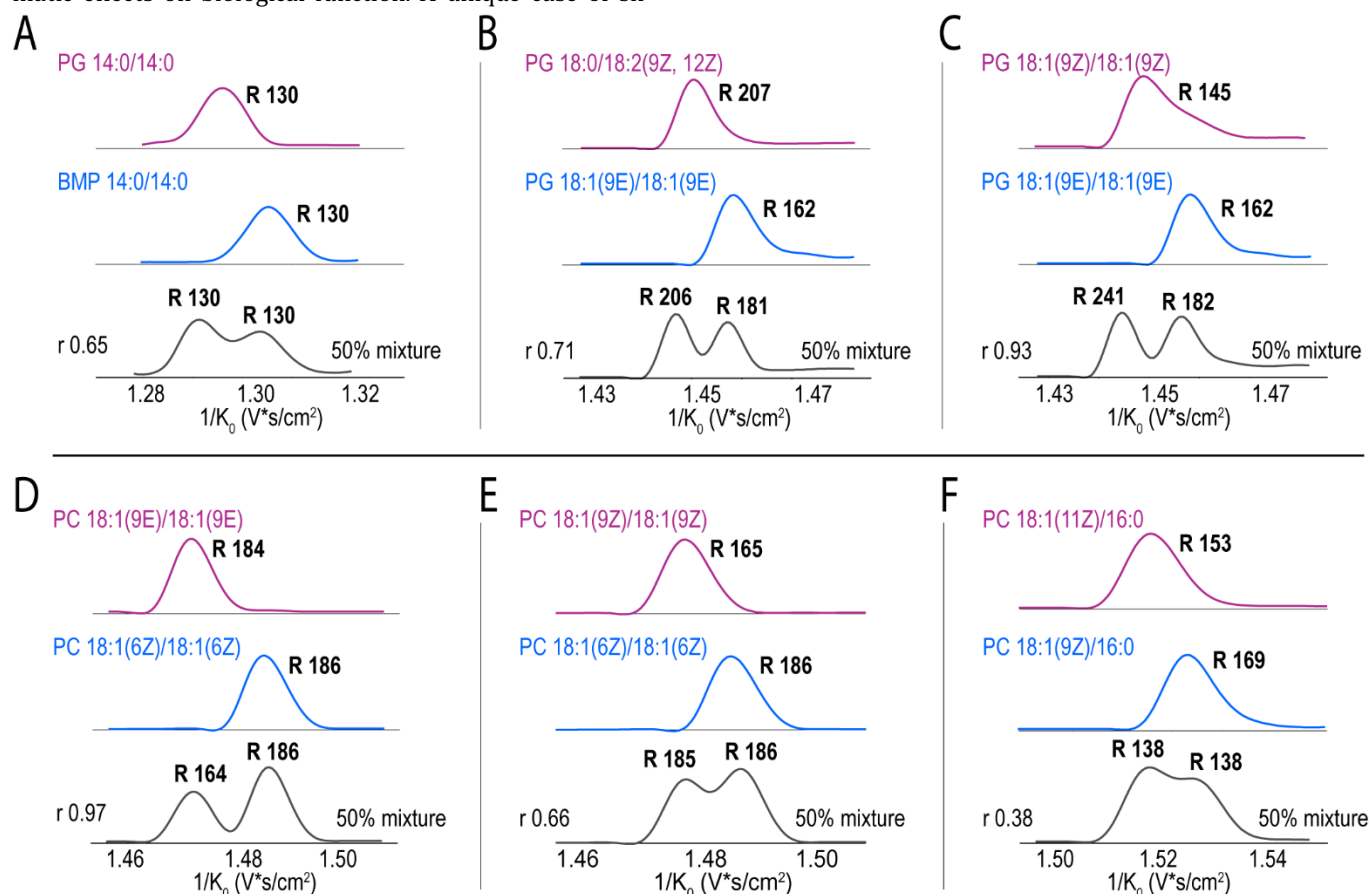 matic effects on biological function. A unique case of sn-
A
PG 14:0/14:0
R 130
BMP 14:0/14:0
R 130
R 130
R 130
r 0.65
50% mixture
1.28 1.30 1.32
1/K₀ (V*s/cm²)
B
PG 18:0/18:2(9Z, 12Z)
R 207
PG 18:1(9E)/18:1(9E)
R 162
R 206
R 181
r 0.71
50% mixture
1.43 1.45 1.47
1/K₀ (V*s/cm²)
C
PG 18:1(9Z)/18:1(9Z)
R 145
PG 18:1(9E)/18:1(9E)
R 162
R 241
R 182
r 0.93
50% mixture
1.43 1.45 1.47
1/K₀ (V*s/cm²)
D
PC 18:1(9E)/18:1(9E)
R 184
PC 18:1(6Z)/18:1(6Z)
R 186
R 186
R 164
r 0.97
50% mixture
1.46 1.48 1.50
1/K₀ (V*s/cm²)
E
PC 18:1(9Z)/18:1(9Z)
R 165
PC 18:1(6Z)/18:1(6Z)
R 186
R 185
R 186
r 0.66
50% mixture
1.46 1.48 1.50
1/K₀ (V*s/cm²)
F
PC 18:1(11Z)/16:0
R 153
PC 18:1(9Z)/16:0
R 169
R 138
R 138
r 0.38
50% mixture
1.50 1.52 1.54
1/K₀ (V*s/cm²)